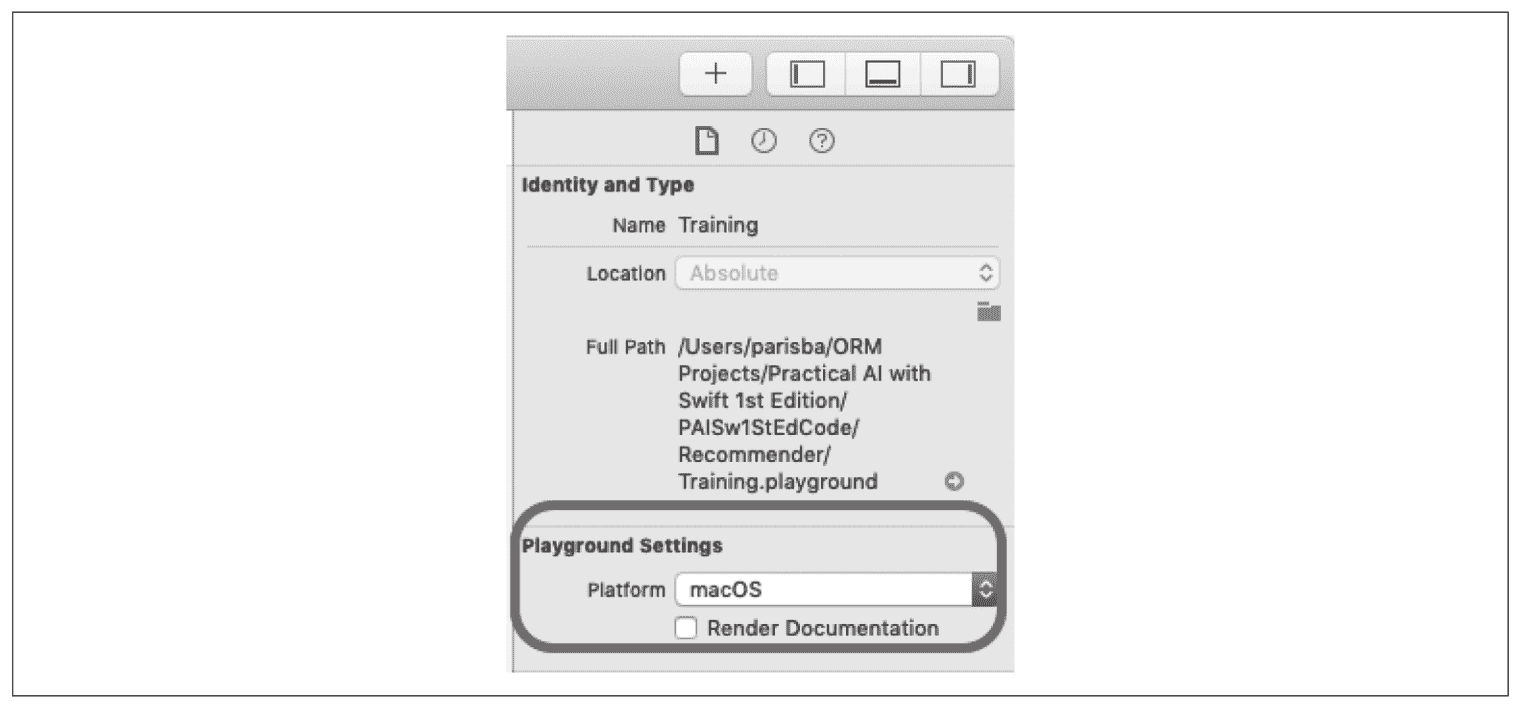 Identity and Type
Name Training
Location Absolute
Full Path /Users/parisba/ORM
Projects/Practical AI with
Swift 1st Edition/
PAISw1StEdCode/
Recommender/
Training.playground
Playground Settings
Platform macOS
Render Documentation